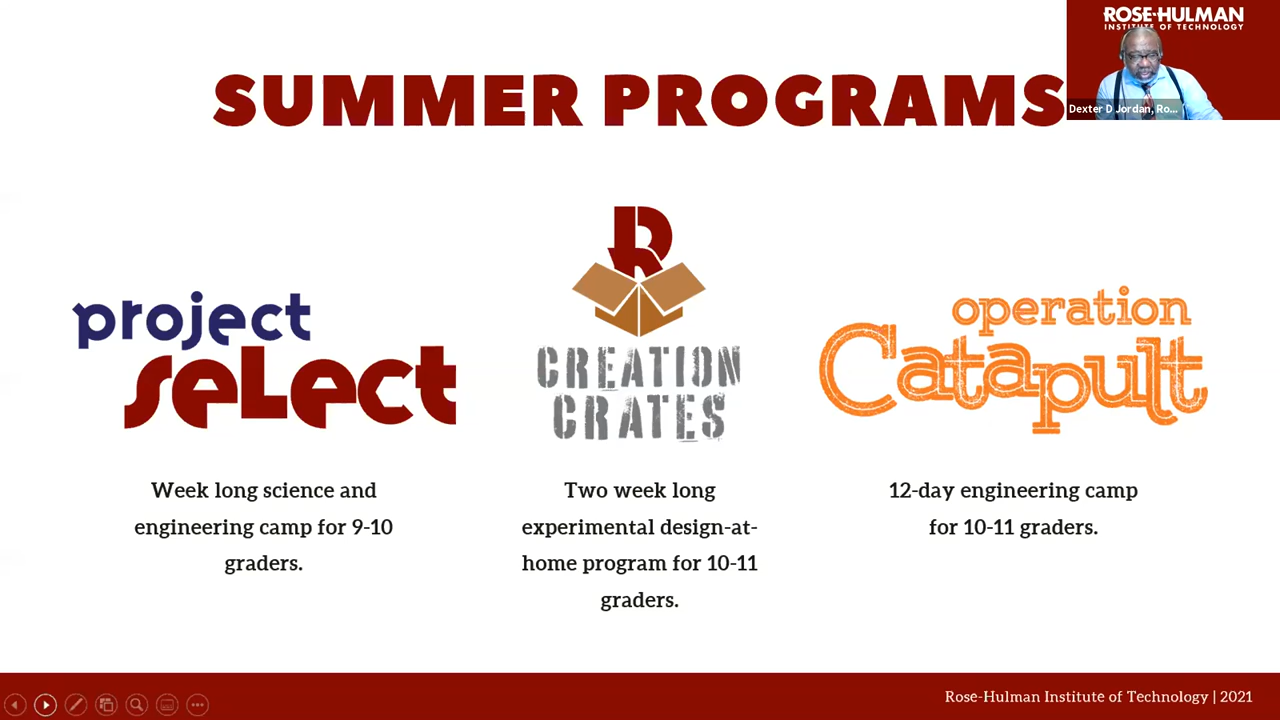 ROSE-HULMAN
INSTITUTE OF TECHNOLOGY
Dexter D Jordan, Ro...
SUMMER PROGRAMS
project
select
Week long science and
engineering camp for 9-10
graders.
CREATION
CRATES
Two week long
experimental design-at-
home program for 10-11
graders.
operation
Catapult
12-day engineering camp
for 10-11 graders.
Rose-Hulman Institute of Technology | 2021